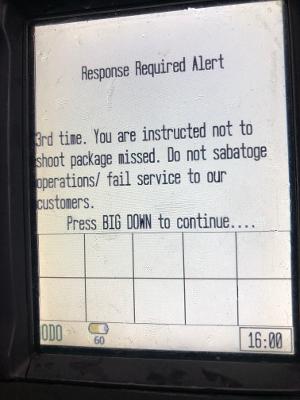 Response Required Alert
3rd time. You are instructed not to
shoot package missed. Do not sabatoge
operations/ fail service to our
customers.
Press BIG DOWN to continue....
ODO
60
16:00